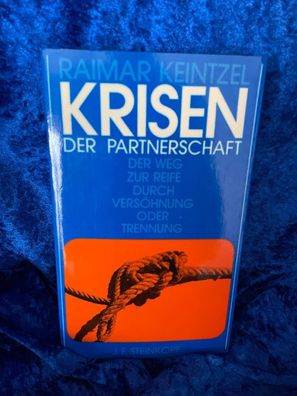 RAIMAR KEINTZEL
KRISEN
DER PARTNERSCHAFT
DER WEG
ZUR REIFE
DURCH
VERSÖHNUNG
ODER
TRENNUNG
J. F. STEINKOPF